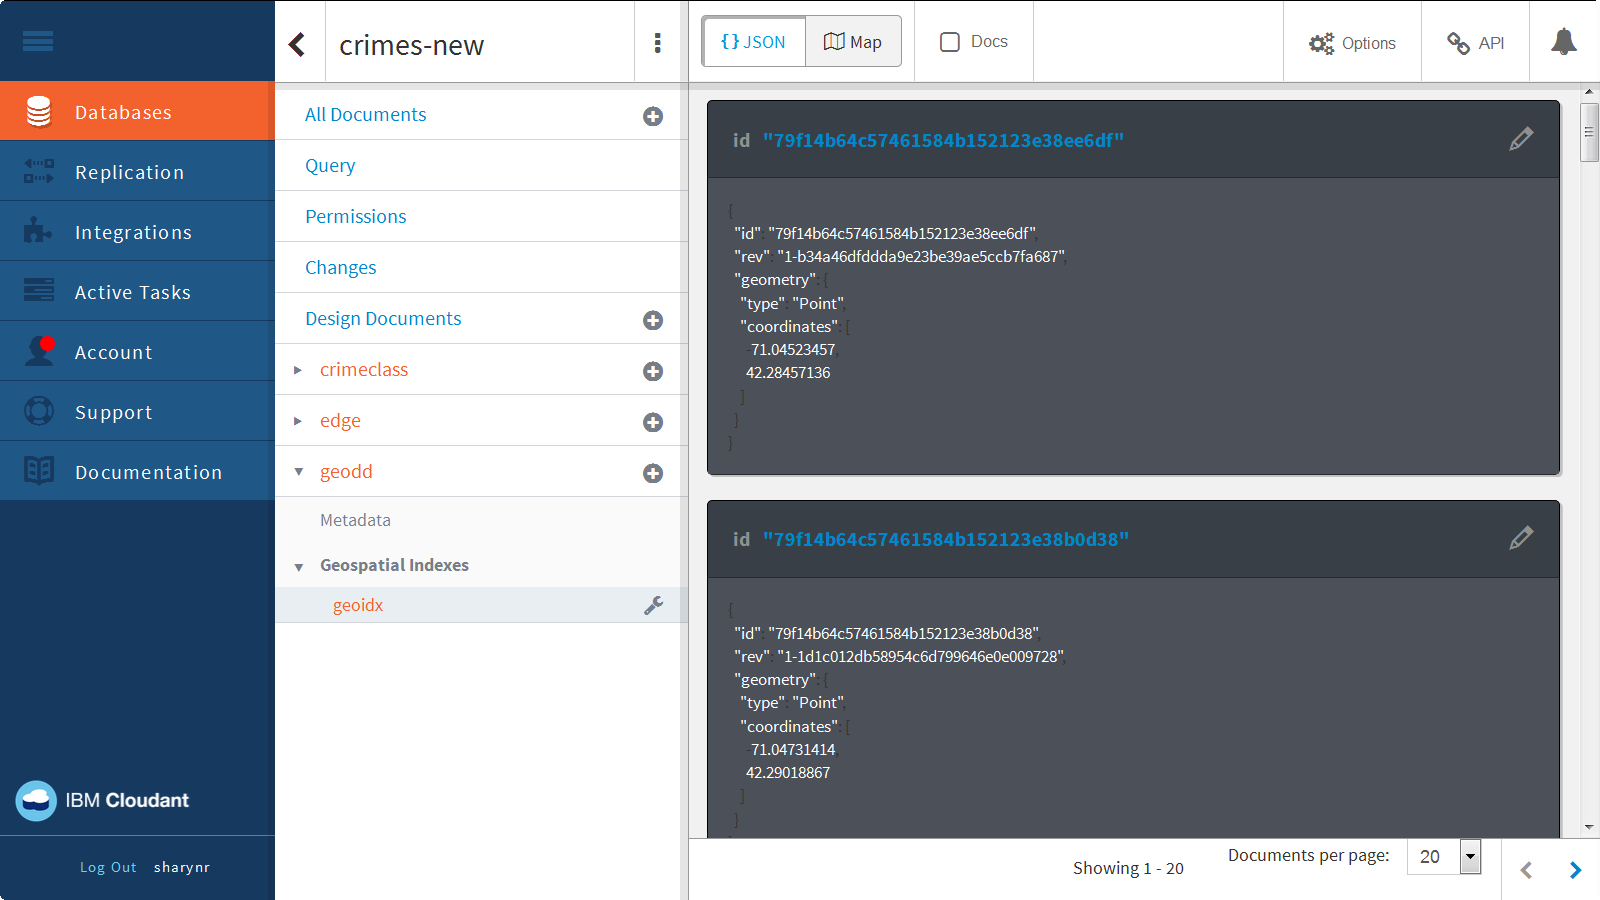 Databases
Replication
Integrations
Active Tasks
Account
Support
Documentation
IBM Cloudant
Log Out sharynr
crimes-new
All Documents
Query
Permissions
Changes
Design Documents
crimeclass
edge
geodd
Metadata
Geospatial Indexes
geoidx
{} JSON
Map
Docs
Options
API
id "79f14b64c57461584b152123e38ee6df"
{
"id": "79f14b64c57461584b152123e38ee6df",
"rev": "1-b34a46dfddda9e23be39ae5ccb7fa687",
"geometry": {
"type": "Point",
"coordinates": [
-71.04523457,
42.28457136
]
}
}
id "79f14b64c57461584b152123e38b0d38"
{
"id": "79f14b64c57461584b152123e38b0d38",
"rev": "1-1d1c012db58954c6d799646e0e009728",
"geometry": {
"type": "Point",
"coordinates": [
-71.04731414,
42.29018867
]
}
Showing 1 - 20
Documents per page: 20